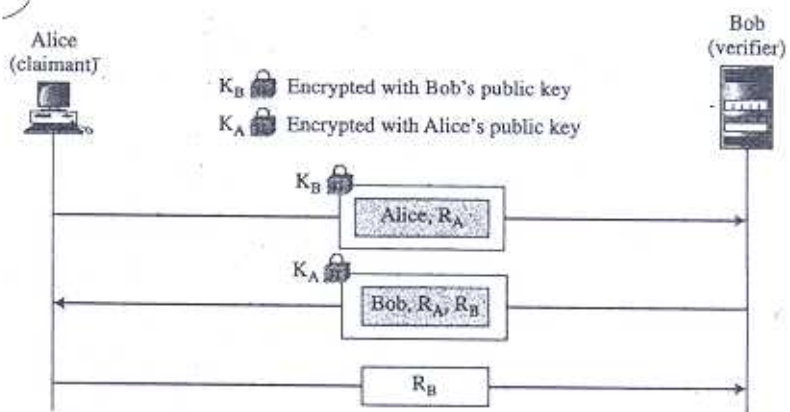 Alice
(claimant)
Bob
(verifier)
K_B Encrypted with Bob's public key
K_A Encrypted with Alice's public key
K_B
Alice, R_A
K_A
Bob, R_A, R_B
R_B